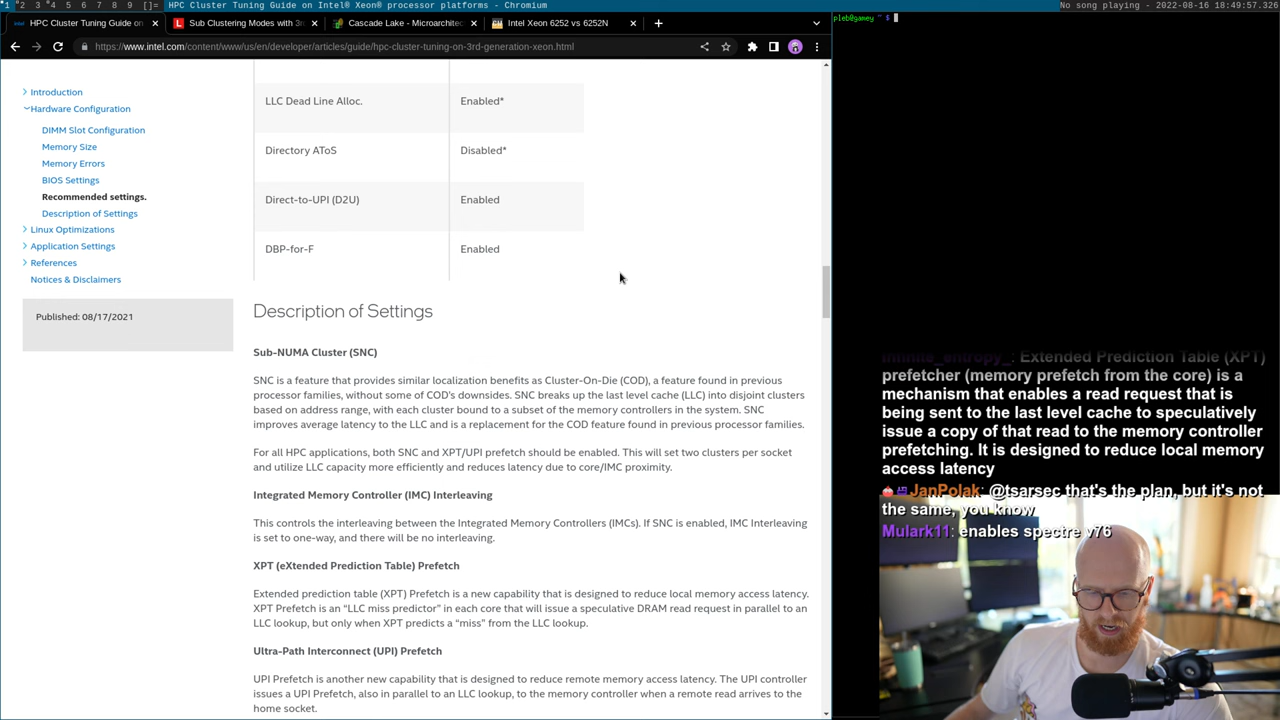 1 2 3 4 5 6 7 8 9 []= HPC Cluster Tuning Guide on Intel® Xeon® processor platforms - Chromium No song playing - 2022-08-16 18:49:57.326
HPC Cluster Tuning Guide on Sub Clustering Modes with 3r Cascade Lake - Microarchitec Intel Xeon 6252 vs 6252N
https://www.intel.com/content/www/us/en/developer/articles/guide/hpc-cluster-tuning-on-3rd-generation-xeon.html
pleb@gamey ~ $
Introduction
Hardware Configuration
DIMM Slot Configuration
Memory Size
Memory Errors
BIOS Settings
Recommended settings.
Description of Settings
Linux Optimizations
Application Settings
References
Notices & Disclaimers
Published: 08/17/2021
LLC Dead Line Alloc. Enabled*
Directory AToS Disabled*
Direct-to-UPI (D2U) Enabled
DBP-for-F Enabled
Description of Settings
Sub-NUMA Cluster (SNC)
SNC is a feature that provides similar localization benefits as Cluster-On-Die (COD), a feature found in previous
processor families, without some of COD's downsides. SNC breaks up the last level cache (LLC) into disjoint clusters
based on address range, with each cluster bound to a subset of the memory controllers in the system. SNC
improves average latency to the LLC and is a replacement for the COD feature found in previous processor families.
For all HPC applications, both SNC and XPT/UPI prefetch should be enabled. This will set two clusters per socket
and utilize LLC capacity more efficiently and reduces latency due to core/IMC proximity.
Integrated Memory Controller (IMC) Interleaving
This controls the interleaving between the Integrated Memory Controllers (IMCs). If SNC is enabled, IMC Interleaving
is set to one-way, and there will be no interleaving.
XPT (eXtended Prediction Table) Prefetch
Extended prediction table (XPT) Prefetch is a new capability that is designed to reduce local memory access latency.
XPT Prefetch is an “LLC miss predictor” in each core that will issue a speculative DRAM read request in parallel to an
LLC lookup, but only when XPT predicts a “miss” from the LLC lookup.
Ultra-Path Interconnect (UPI) Prefetch
UPI Prefetch is another new capability that is designed to reduce remote memory access latency. The UPI controller
issues a UPI Prefetch, also in parallel to an LLC lookup, to the memory controller when a remote read arrives to the
home socket.
infinite_entropy_: Extended Prediction Table (XPT)
prefetcher (memory prefetch from the core) is a
mechanism that enables a read request that is
being sent to the last level cache to speculatively
issue a copy of that read to the memory controller
prefetching. It is designed to reduce local memory
access latency
JanPolak: @tsarsec that's the plan, but it's not
the same, you know
Mulark11: enables spectre v76